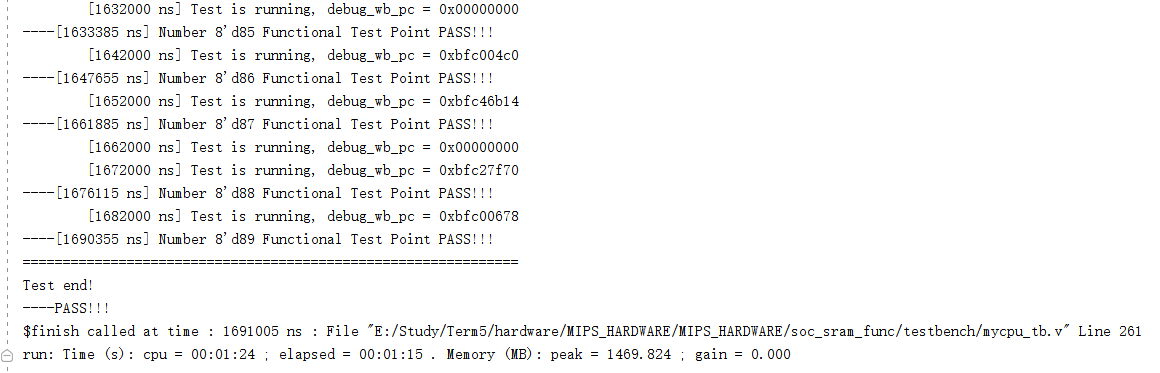 [1632000 ns] Test is running, debug_wb_pc = 0x00000000
----[1633385 ns] Number 8'd85 Functional Test Point PASS!!!
[1642000 ns] Test is running, debug_wb_pc = 0xbfc004c0
----[1647655 ns] Number 8'd86 Functional Test Point PASS!!!
[1652000 ns] Test is running, debug_wb_pc = 0xbfc46b14
----[1661885 ns] Number 8'd87 Functional Test Point PASS!!!
[1662000 ns] Test is running, debug_wb_pc = 0x00000000
[1672000 ns] Test is running, debug_wb_pc = 0xbfc27f70
----[1676115 ns] Number 8'd88 Functional Test Point PASS!!!
[1682000 ns] Test is running, debug_wb_pc = 0xbfc00678
----[1690355 ns] Number 8'd89 Functional Test Point PASS!!!
==============================================================
Test end!
----PASS!!!
$finish called at time : 1691005 ns : File "E:/Study/Term5/hardware/MIPS_HARDWARE/MIPS_HARDWARE/soc_sram_func/testbench/mycpu_tb.v" Line 261
run: Time (s): cpu = 00:01:24 ; elapsed = 00:01:15 . Memory (MB): peak = 1469.824 ; gain = 0.000